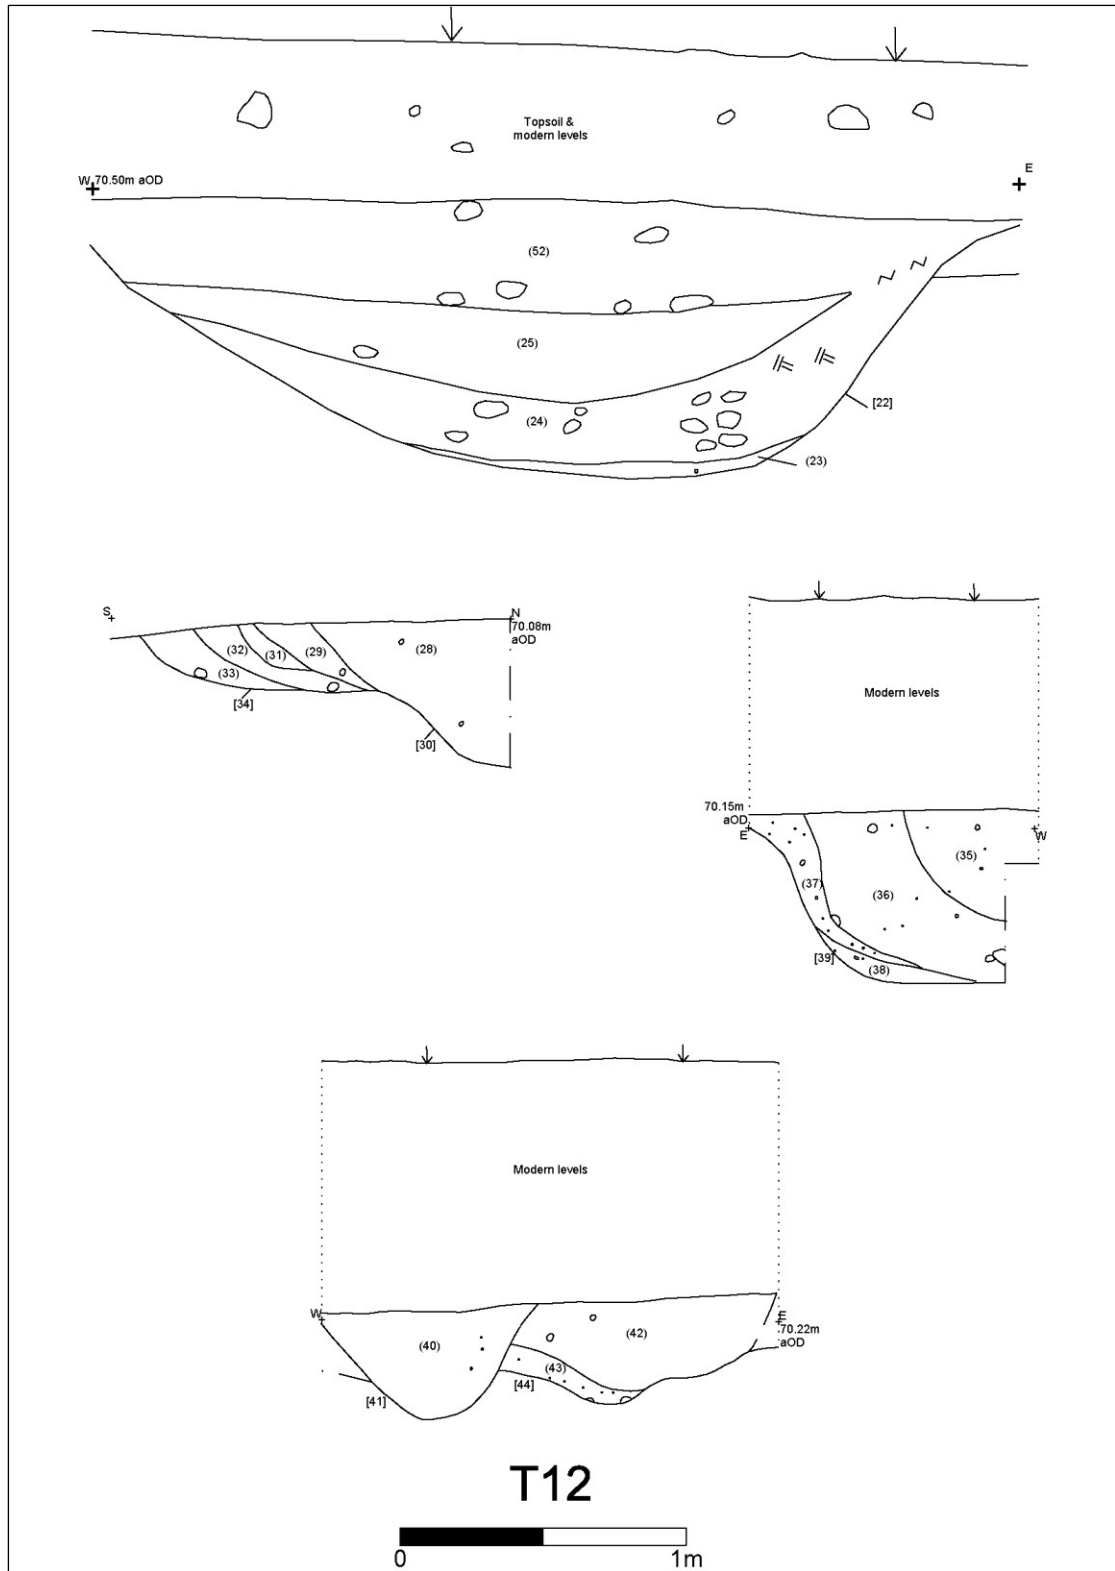 Topsoil &
modern levels
W 70.50m aOD
E
(52)
(25)
[22]
(24)
(23)
S
N
70.08m
aOD
(28)
(32)
(31)
(29)
(33)
[34]
[30]
Modern levels
70.15m
aOD
E
W
(35)
(37)
(36)
[39]
(38)
Modern levels
W
E
70.22m
aOD
(42)
(40)
(43)
[44]
[41]
T12
0
1m